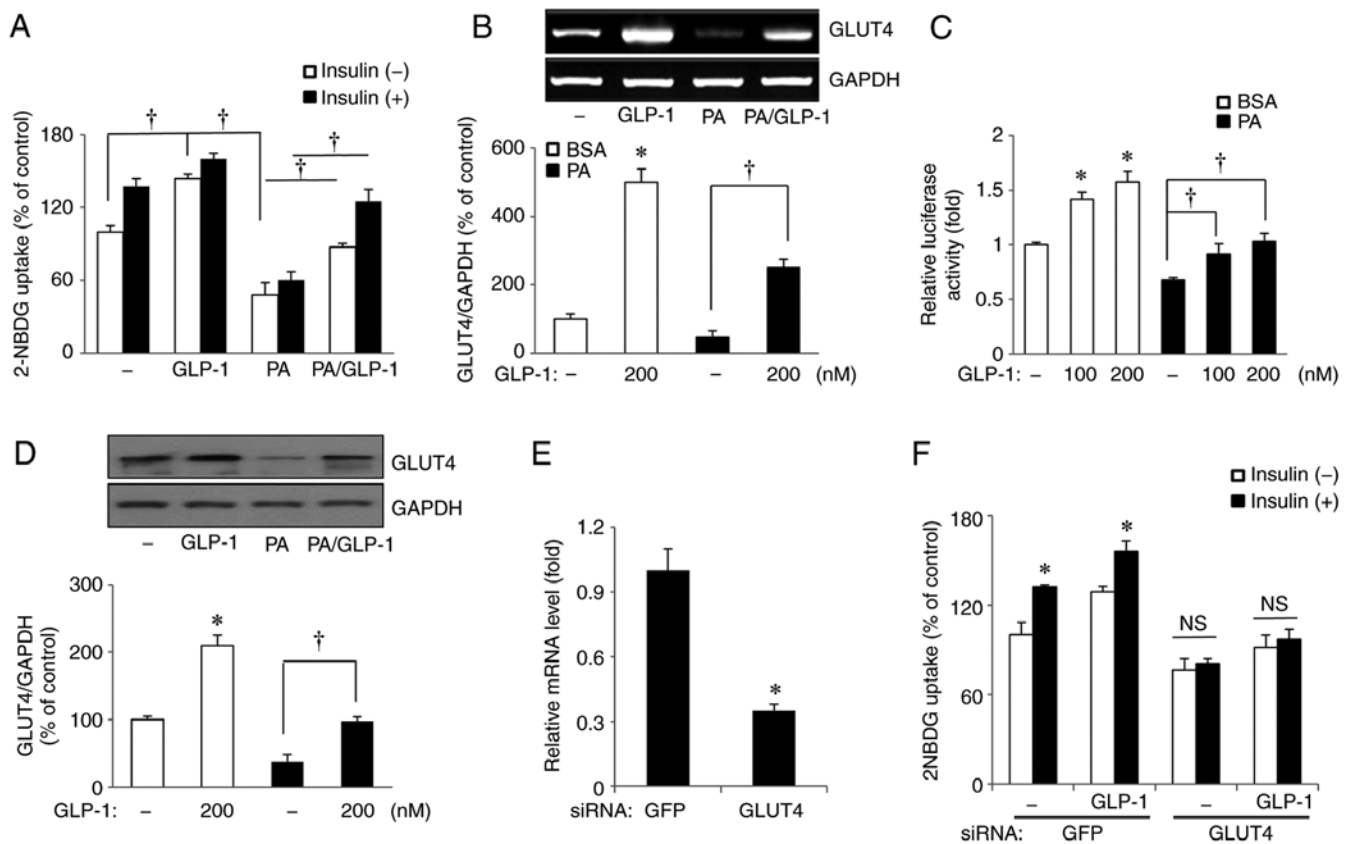 A
Insulin (–)
Insulin (+)
2-NBDG uptake (% of control)
180
120
60
0
† †
†
†
– GLP-1 PA PA/GLP-1
B
GLUT4
GAPDH
– GLP-1 PA PA/GLP-1
BSA
PA
GLUT4/GAPDH (% of control)
600
400
200
0
*
†
GLP-1: – 200 – 200 (nM)
C
BSA
PA
Relative luciferase
activity (fold)
2
1.5
1
0.5
0
* *
†
†
GLP-1: – 100 200 – 100 200 (nM)
D
GLUT4
GAPDH
– GLP-1 PA PA/GLP-1
GLUT4/GAPDH
(% of control)
300
200
100
0
*
†
GLP-1: – 200 – 200 (nM)
E
Relative mRNA level (fold)
1.2
0.9
0.6
0.3
0
*
siRNA: GFP GLUT4
F
Insulin (–)
Insulin (+)
2NBDG uptake (% of control)
180
120
60
0
* *
NS NS
– GLP-1 – GLP-1
siRNA: GFP GLUT4